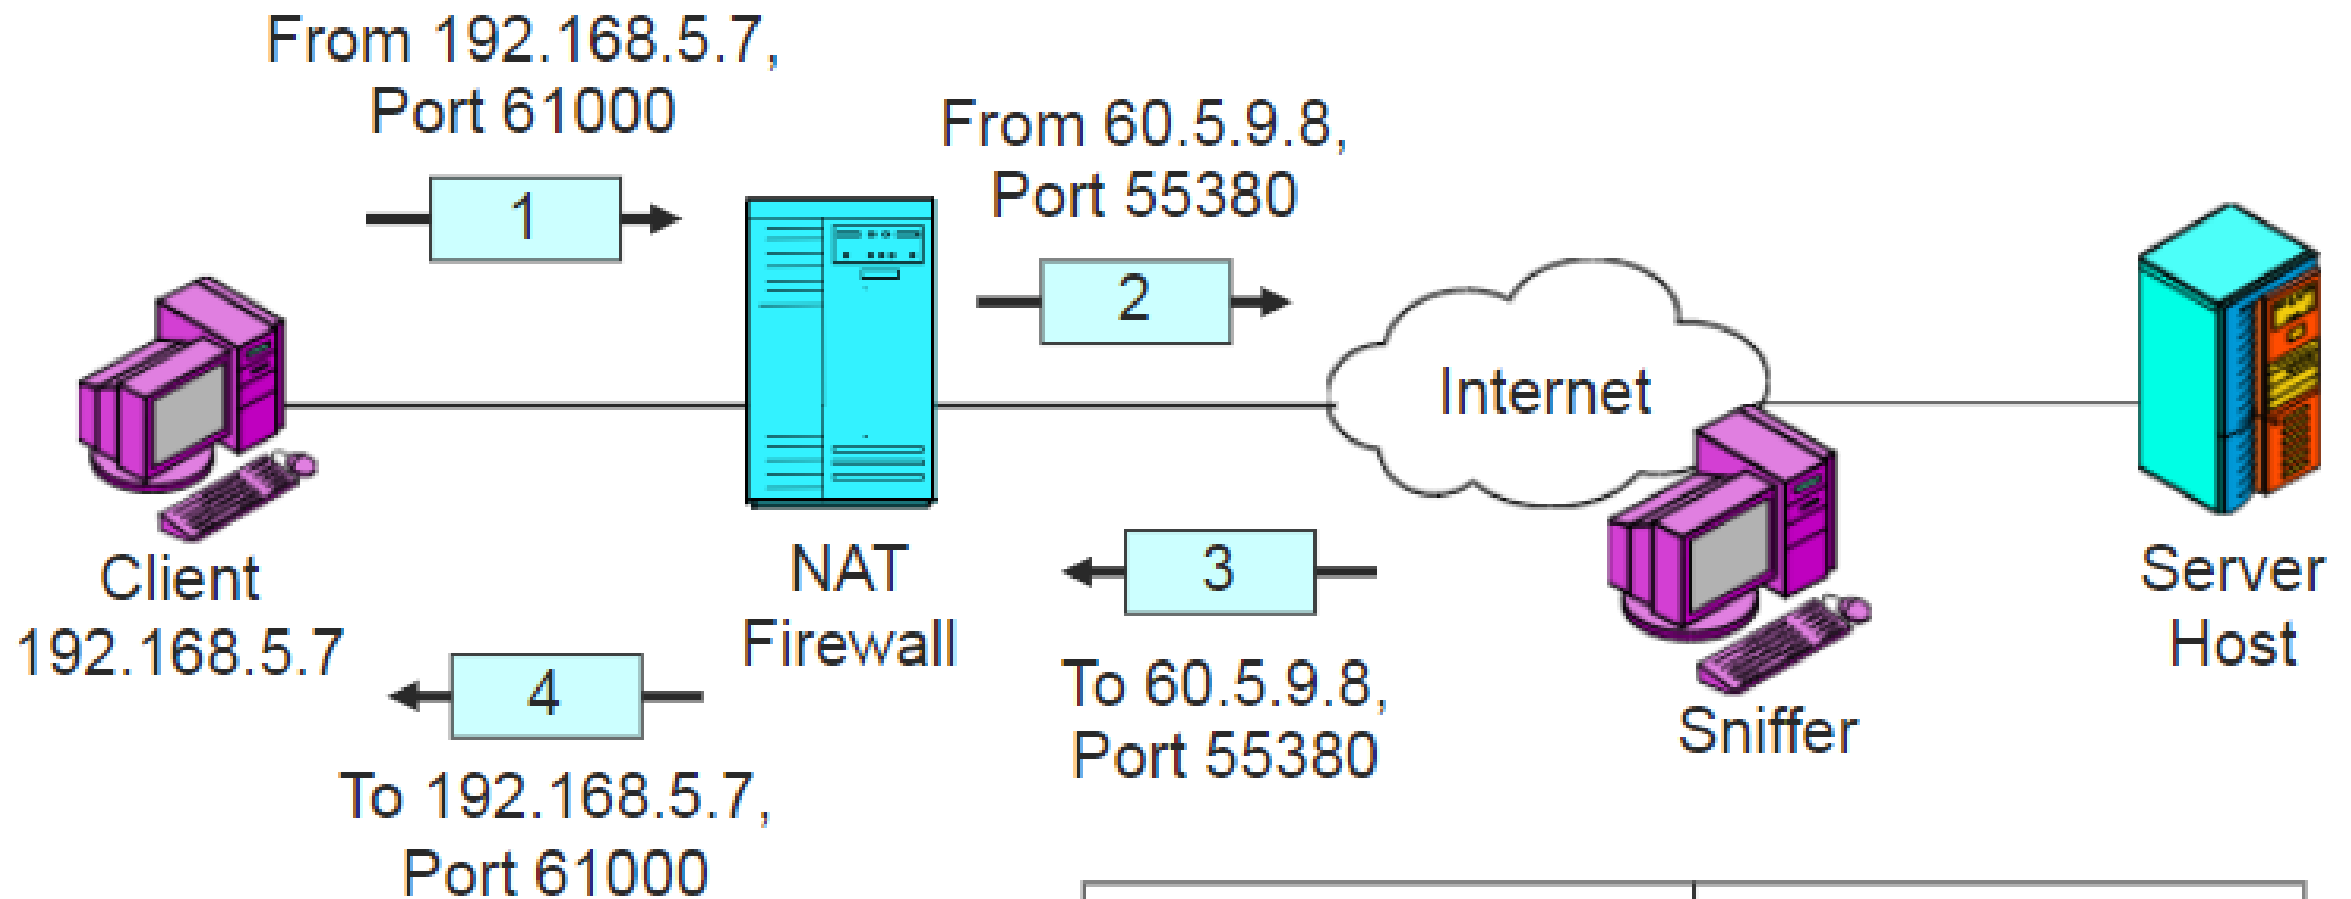 From 192.168.5.7,
Port 61000
From 60.5.9.8,
Port 55380
1
2
Internet
Client
192.168.5.7
NAT
Firewall
3
Server
Host
4
To 60.5.9.8,
Port 55380
Sniffer
To 192.168.5.7,
Port 61000